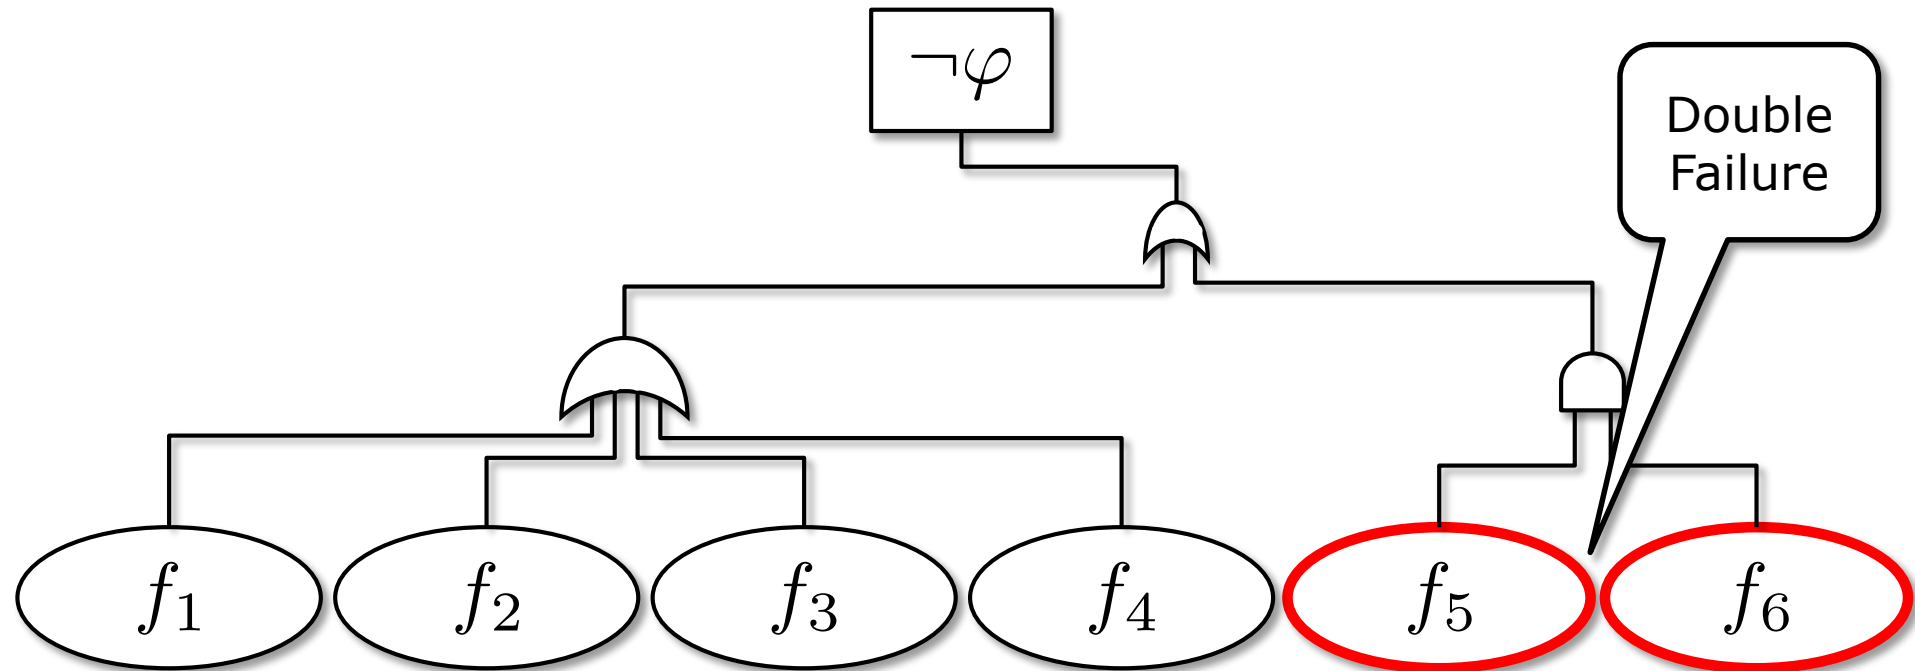 ¬φ
Double
Failure
f₁
f₂
f₃
f₄
f₅
f₆